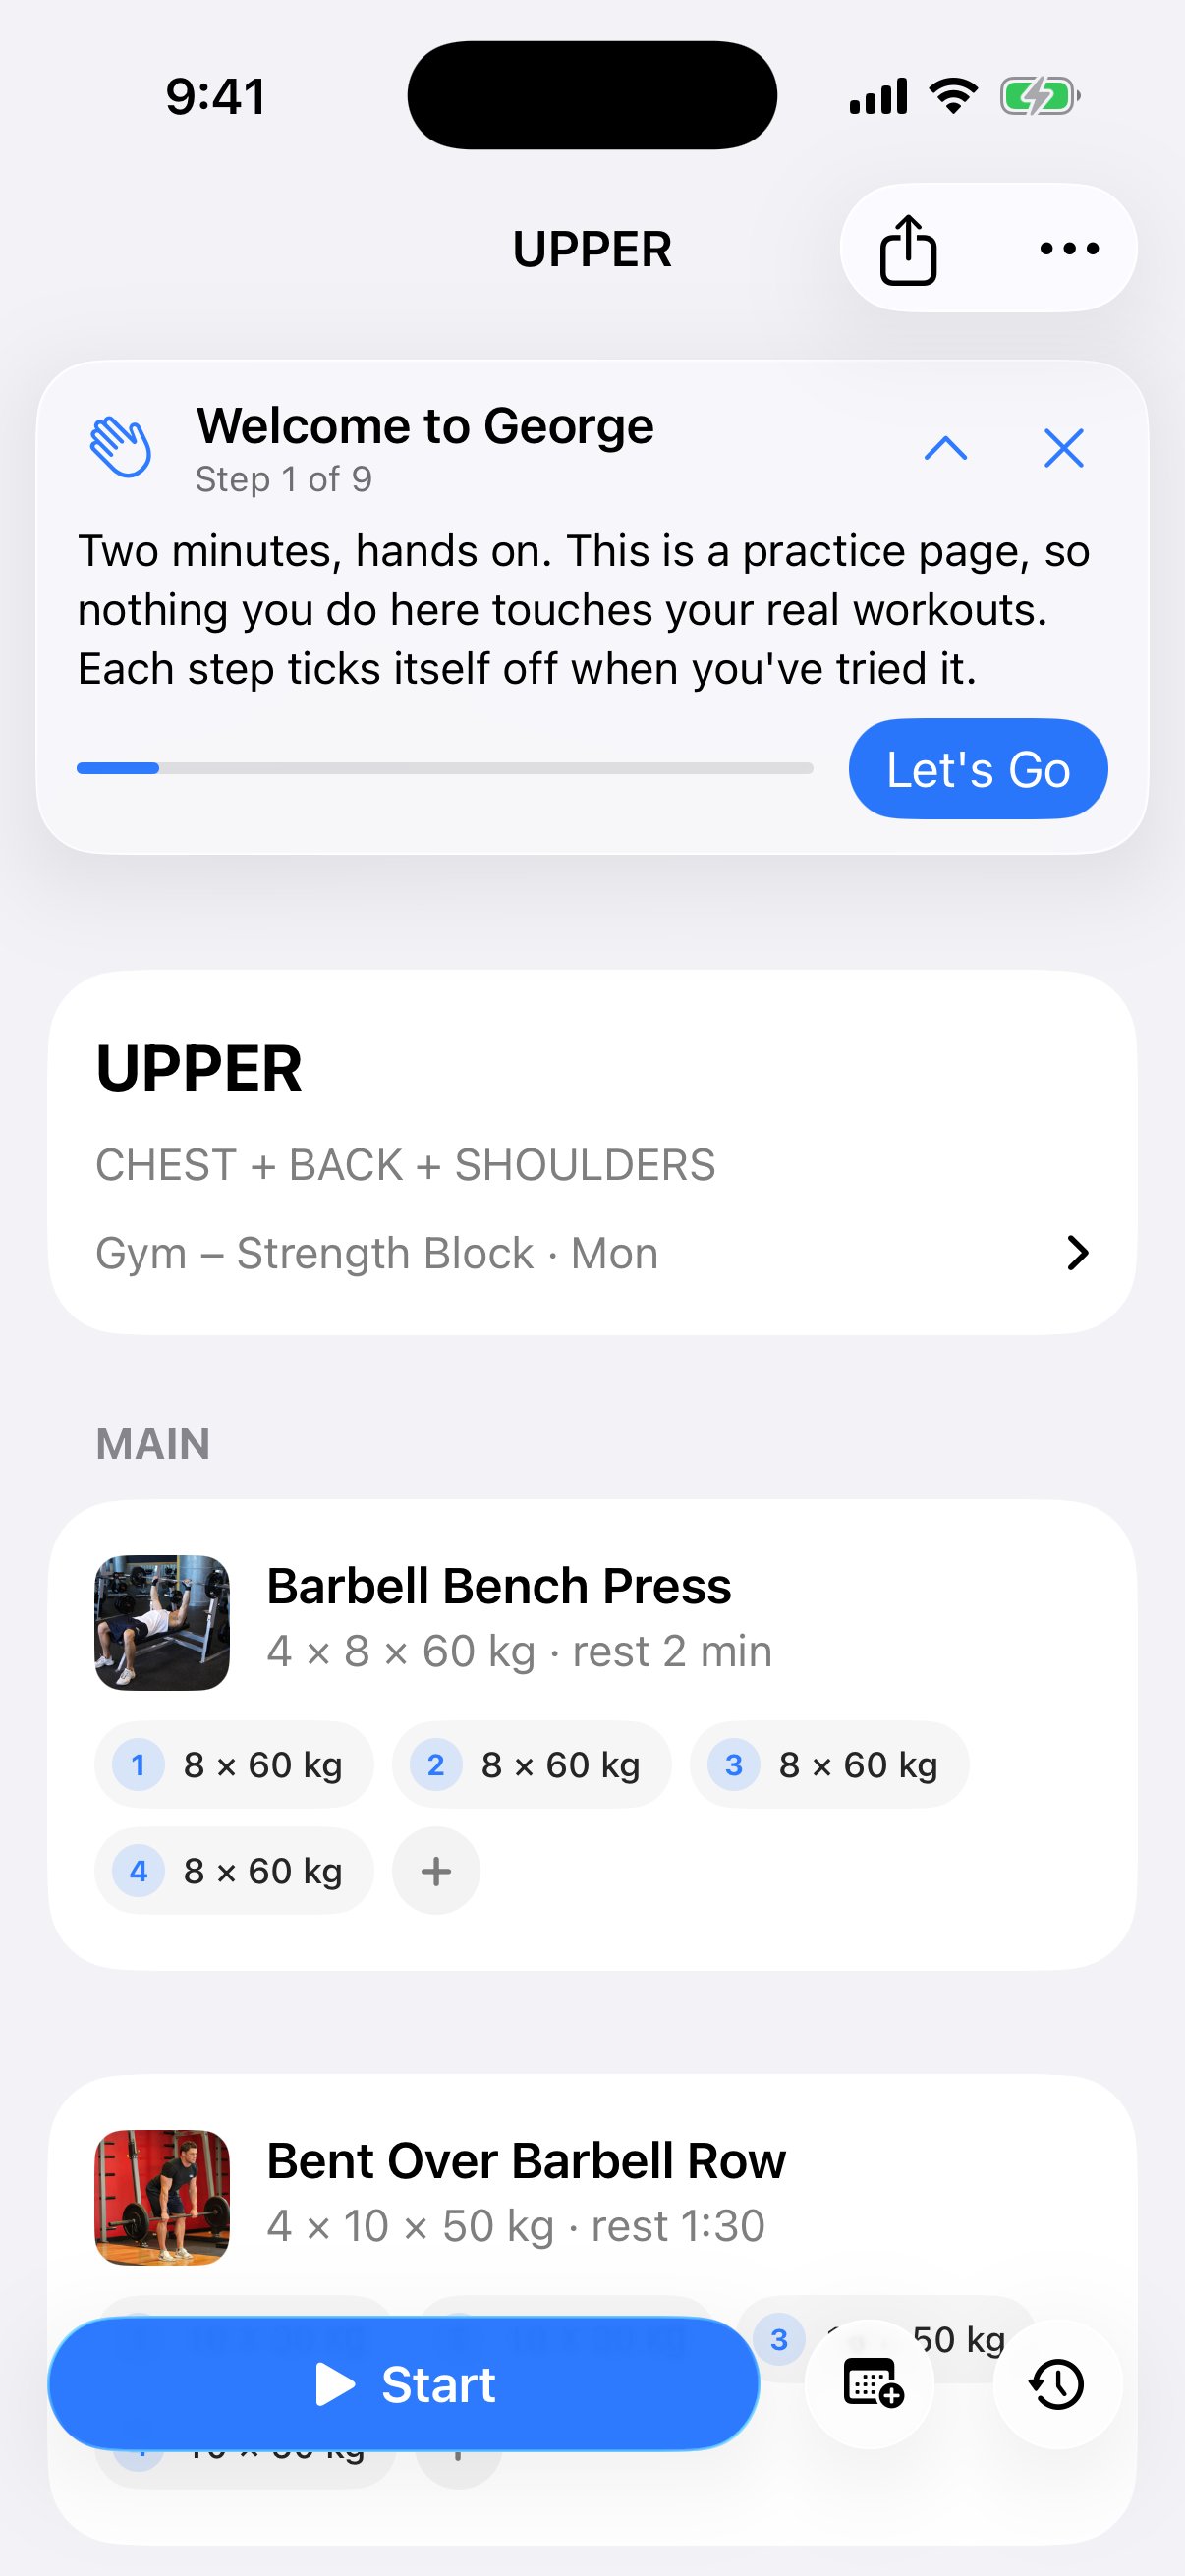 9:41
UPPER
Welcome to George
Step 1 of 9
Two minutes, hands on. This is a practice page, so
nothing you do here touches your real workouts.
Each step ticks itself off when you've tried it.
Let's Go
UPPER
CHEST + BACK + SHOULDERS
Gym – Strength Block · Mon
MAIN
Barbell Bench Press
4 × 8 × 60 kg · rest 2 min
1 8 × 60 kg 2 8 × 60 kg 3 8 × 60 kg
4 8 × 60 kg +
Bent Over Barbell Row
4 × 10 × 50 kg · rest 1:30
3 50 kg
Start